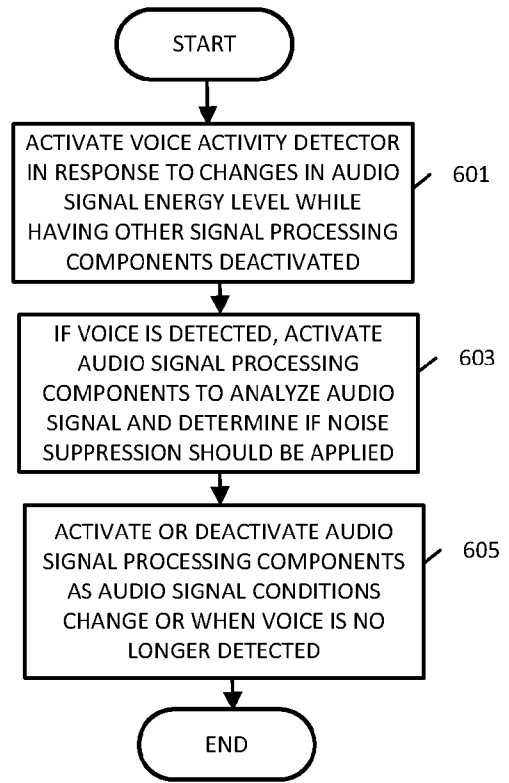 START
ACTIVATE VOICE ACTIVITY DETECTOR
IN RESPONSE TO CHANGES IN AUDIO
SIGNAL ENERGY LEVEL WHILE
HAVING OTHER SIGNAL PROCESSING
COMPONENTS DEACTIVATED
601
IF VOICE IS DETECTED, ACTIVATE
AUDIO SIGNAL PROCESSING
COMPONENTS TO ANALYZE AUDIO
SIGNAL AND DETERMINE IF NOISE
SUPPRESSION SHOULD BE APPLIED
603
ACTIVATE OR DEACTIVATE AUDIO
SIGNAL PROCESSING COMPONENTS
AS AUDIO SIGNAL CONDITIONS
CHANGE OR WHEN VOICE IS NO
LONGER DETECTED
605
END